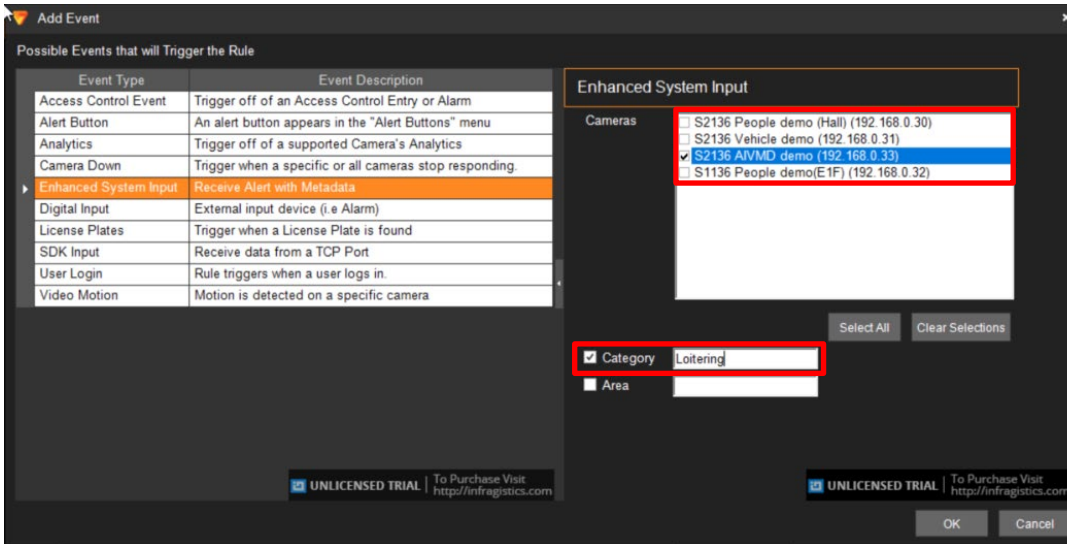 Add Event
Possible Events that will Trigger the Rule
Event Type Event Description
Access Control Event Trigger off of an Access Control Entry or Alarm
Alert Button An alert button appears in the "Alert Buttons" menu
Analytics Trigger off of a supported Camera's Analytics
Camera Down Trigger when a specific or all cameras stop responding.
Enhanced System Input Receive Alert with Metadata
Digital Input External input device (i.e Alarm)
License Plates Trigger when a License Plate is found
SDK Input Receive data from a TCP Port
User Login Rule triggers when a user logs in.
Video Motion Motion is detected on a specific camera
UNLICENSED TRIAL To Purchase Visit
http://infragistics.com
Enhanced System Input
Cameras
S2136 People demo (Hall) (192.168.0.30)
S2136 Vehicle demo (192.168.0.31)
S2136 AIVMD demo (192.168.0.33)
S1136 People demo(E1F) (192.168.0.32)
Select All Clear Selections
Category Loitering
Area
UNLICENSED TRIAL To Purchase Visit
http://infragistics.com
OK Cancel